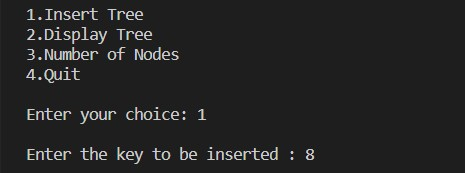 1.Insert Tree
2.Display Tree
3.Number of Nodes
4.Quit
Enter your choice: 1
Enter the key to be inserted : 8